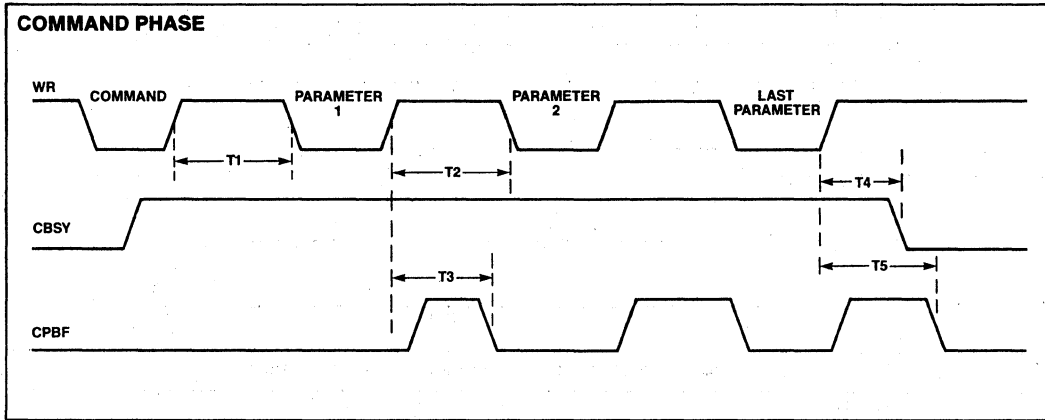 COMMAND PHASE
WR
COMMAND
PARAMETER
1
PARAMETER
2
LAST
PARAMETER
T1
T2
T4
CBSY
T3
T5
CPBF